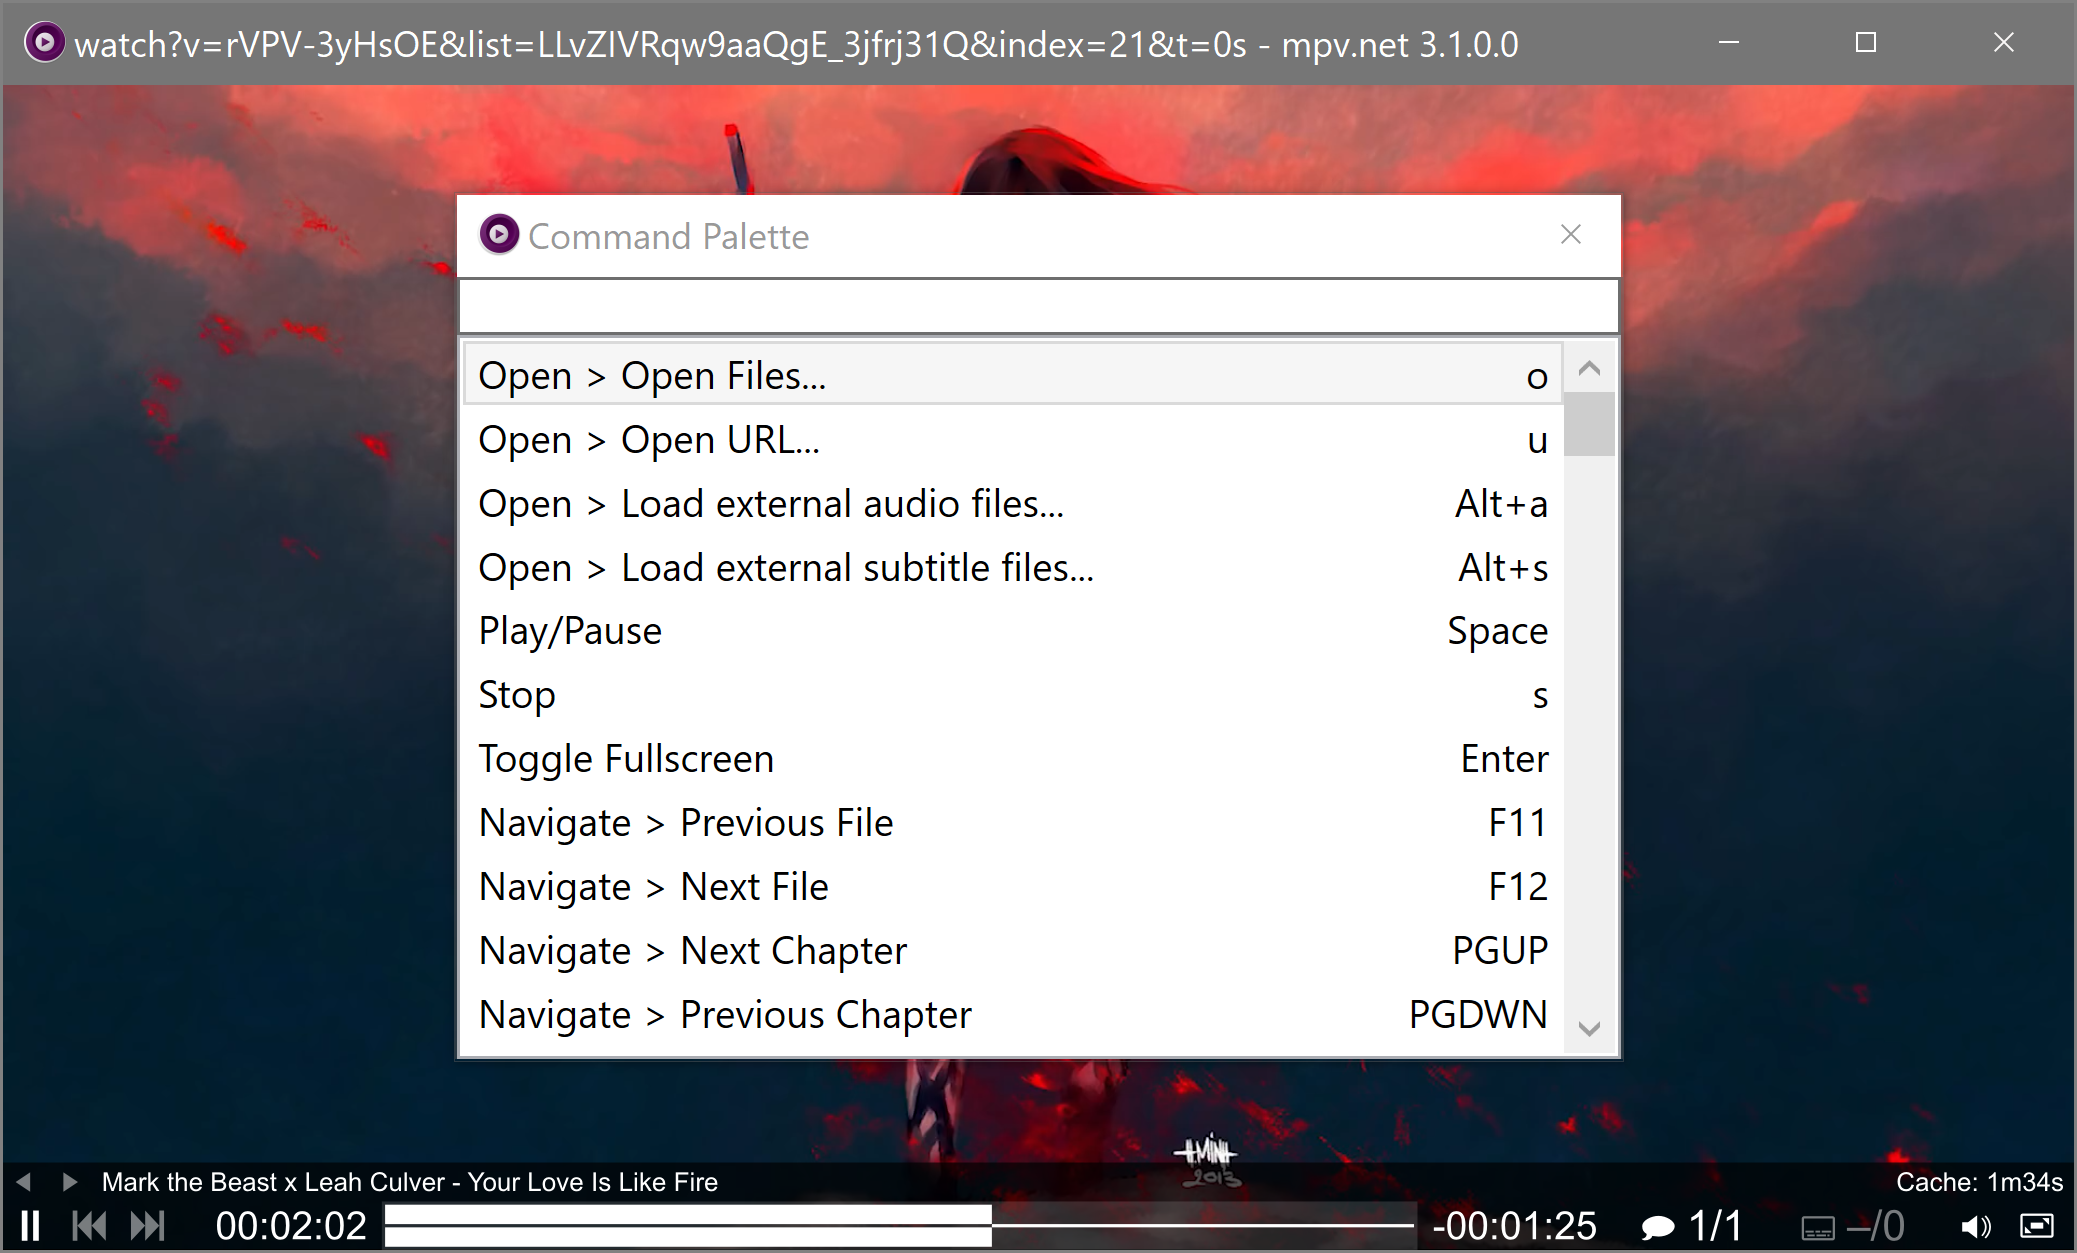 watch?v=rVPV-3yHsOE&list=LLvZIVRqw9aaQgE_3jfrj31Q&index=21&t=0s - mpv.net 3.1.0.0
Command Palette
Open > Open Files... o
Open > Open URL... u
Open > Load external audio files... Alt+a
Open > Load external subtitle files... Alt+s
Play/Pause Space
Stop s
Toggle Fullscreen Enter
Navigate > Previous File F11
Navigate > Next File F12
Navigate > Next Chapter PGUP
Navigate > Previous Chapter PGDWN
H.MINH
2013
Mark the Beast x Leah Culver - Your Love Is Like Fire Cache: 1m34s
00:02:02 -00:01:25 1/1 –/0